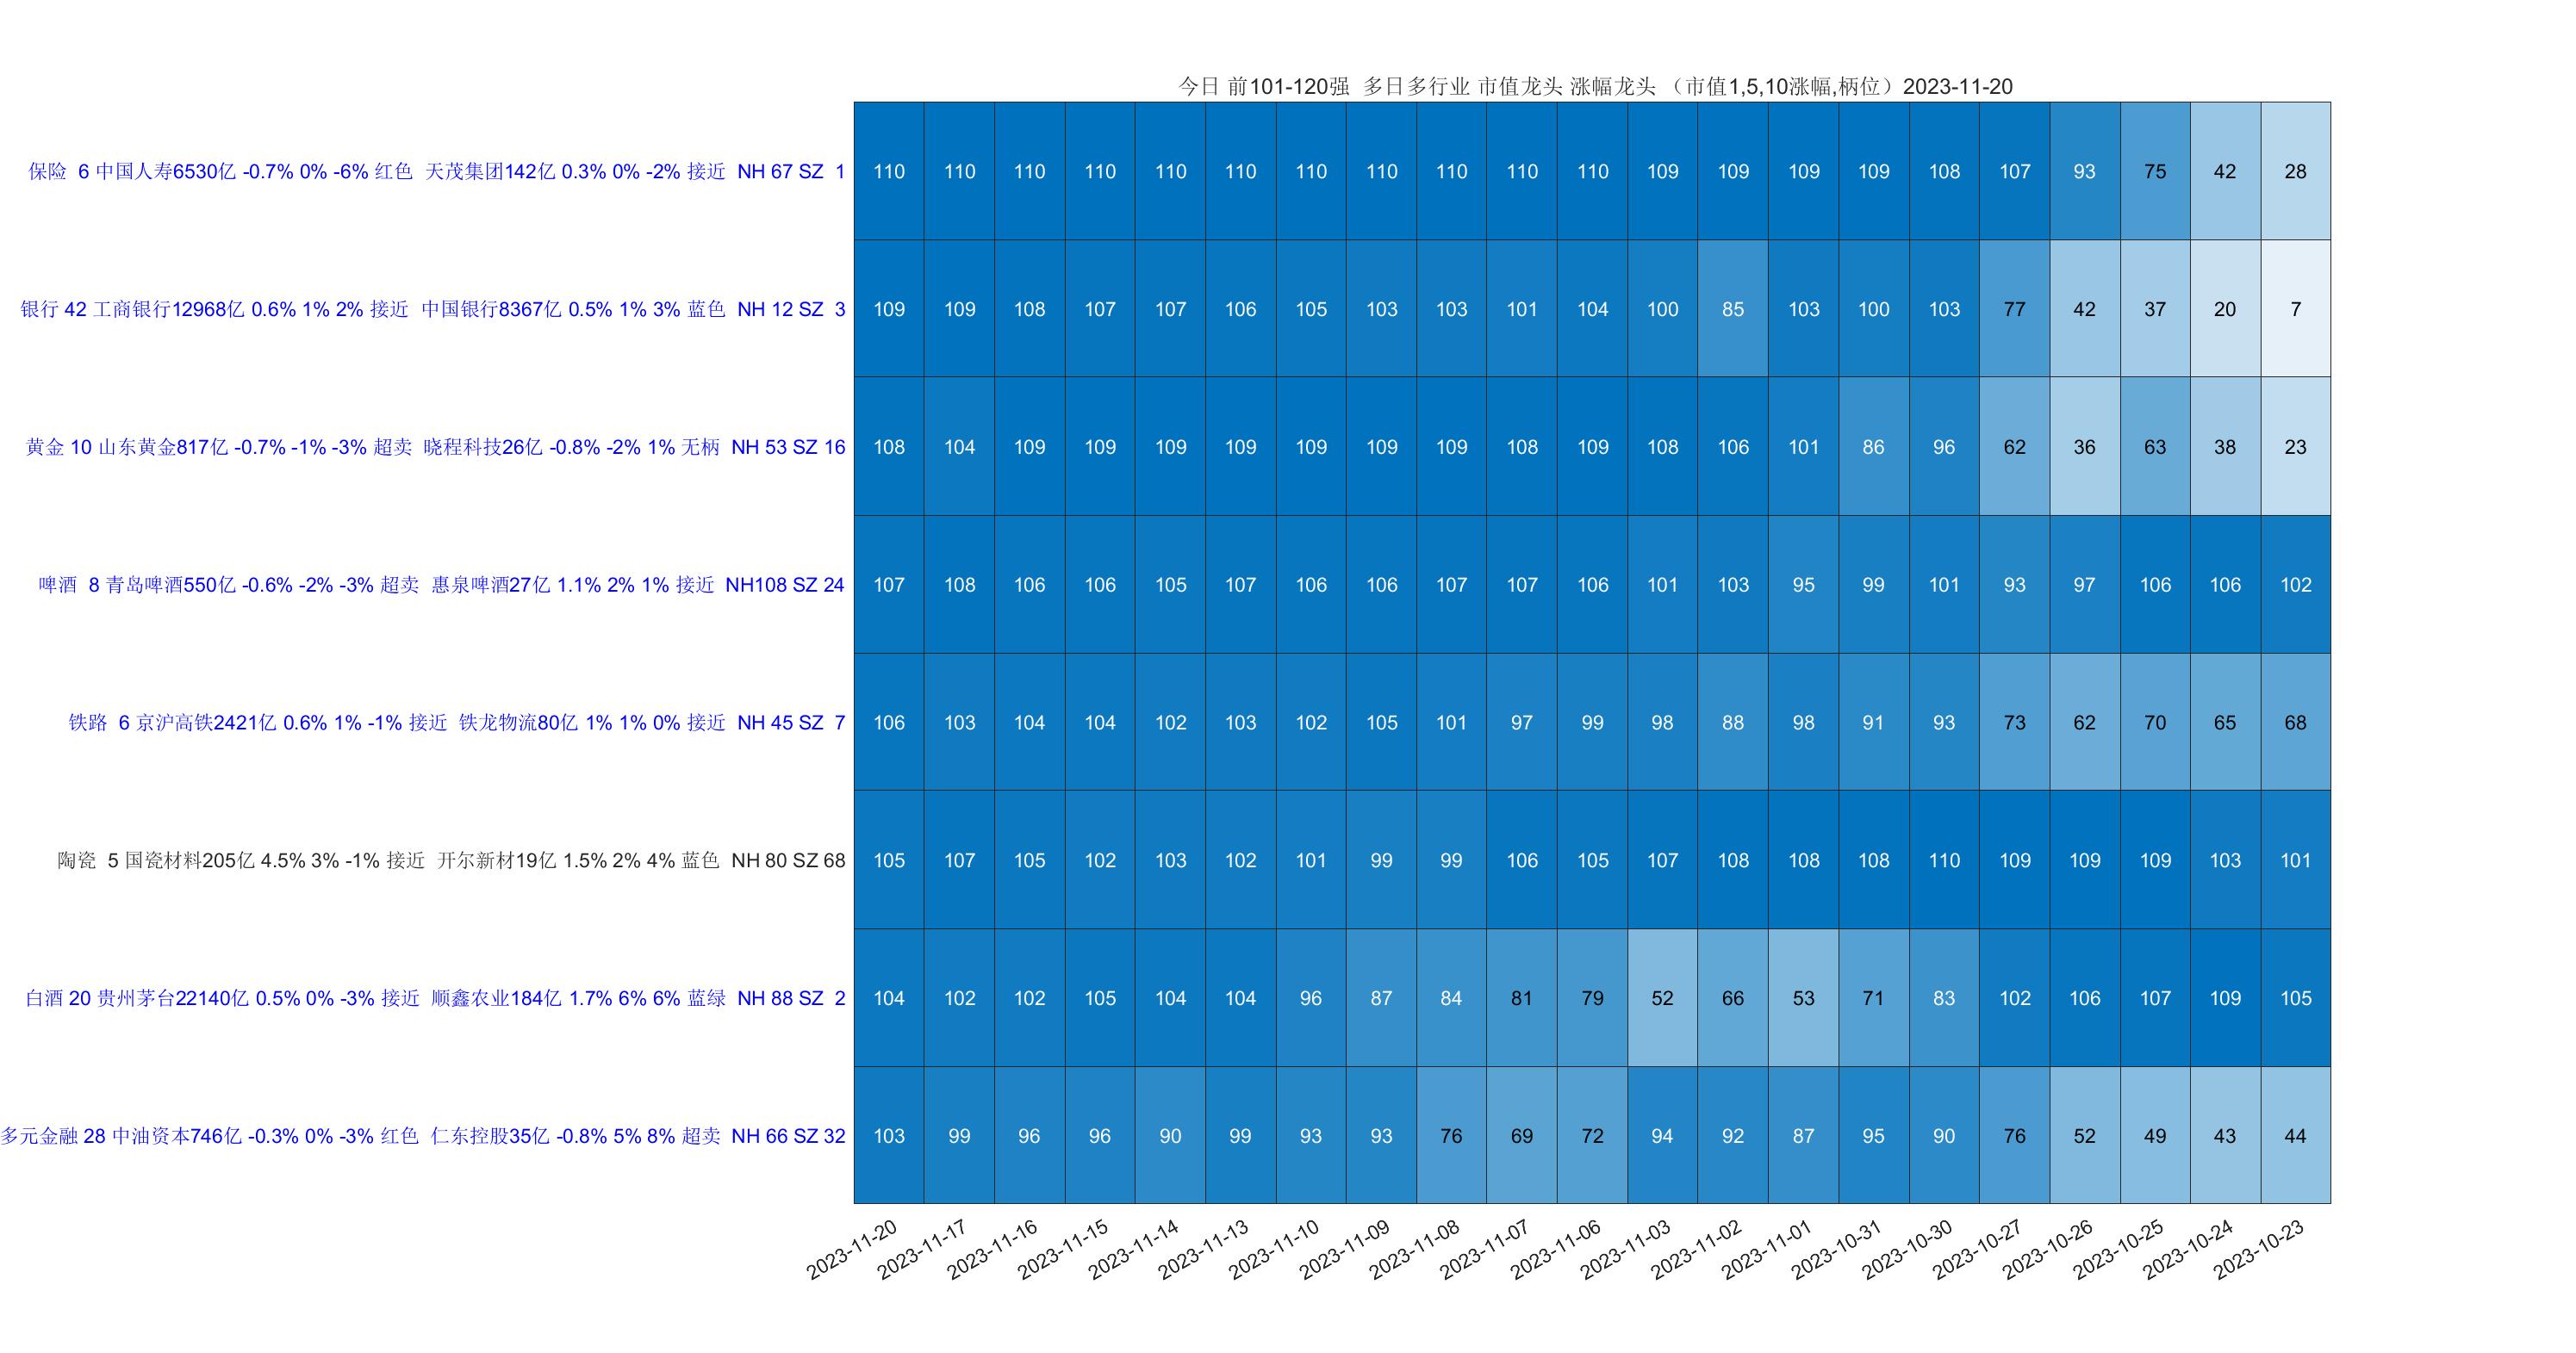 今日 前101-120强 多日多行业 市值龙头 涨幅龙头 （市值1,5,10涨幅,柄位）2023-11-20
保险 6 中国人寿6530亿 -0.7% 0% -6% 红色 天茂集团142亿 0.3% 0% -2% 接近 NH 67 SZ 1 110 110 110 110 110 110 110 110 110 110 110 109 109 109 109 108 107 93 75 42 28
银行 42 工商银行12968亿 0.6% 1% 2% 接近 中国银行8367亿 0.5% 1% 3% 蓝色 NH 12 SZ 3 109 109 108 107 107 106 105 103 103 101 104 100 85 103 100 103 77 42 37 20 7
黄金 10 山东黄金817亿 -0.7% -1% -3% 超卖 晓程科技26亿 -0.8% -2% 1% 无柄 NH 53 SZ 16 108 104 109 109 109 109 109 109 109 108 109 108 106 101 86 96 62 36 63 38 23
啤酒 8 青岛啤酒550亿 -0.6% -2% -3% 超卖 惠泉啤酒27亿 1.1% 2% 1% 接近 NH108 SZ 24 107 108 106 106 105 107 106 106 107 107 106 101 103 95 99 101 93 97 106 106 102
铁路 6 京沪高铁2421亿 0.6% 1% -1% 接近 铁龙物流80亿 1% 1% 0% 接近 NH 45 SZ 7 106 103 104 104 102 103 102 105 101 97 99 98 88 98 91 93 73 62 70 65 68
陶瓷 5 国瓷材料205亿 4.5% 3% -1% 接近 开尔新材19亿 1.5% 2% 4% 蓝色 NH 80 SZ 68 105 107 105 102 103 102 101 99 99 106 105 107 108 108 108 110 109 109 109 103 101
白酒 20 贵州茅台22140亿 0.5% 0% -3% 接近 顺鑫农业184亿 1.7% 6% 6% 蓝绿 NH 88 SZ 2 104 102 102 105 104 104 96 87 84 81 79 52 66 53 71 83 102 106 107 109 105
多元金融 28 中油资本746亿 -0.3% 0% -3% 红色 仁东控股35亿 -0.8% 5% 8% 超卖 NH 66 SZ 32 103 99 96 96 90 99 93 93 76 69 72 94 92 87 95 90 76 52 49 43 44
2023-11-20 2023-11-17 2023-11-16 2023-11-15 2023-11-14 2023-11-13 2023-11-10 2023-11-09 2023-11-08 2023-11-07 2023-11-06 2023-11-03 2023-11-02 2023-11-01 2023-10-31 2023-10-30 2023-10-27 2023-10-26 2023-10-25 2023-10-24 2023-10-23